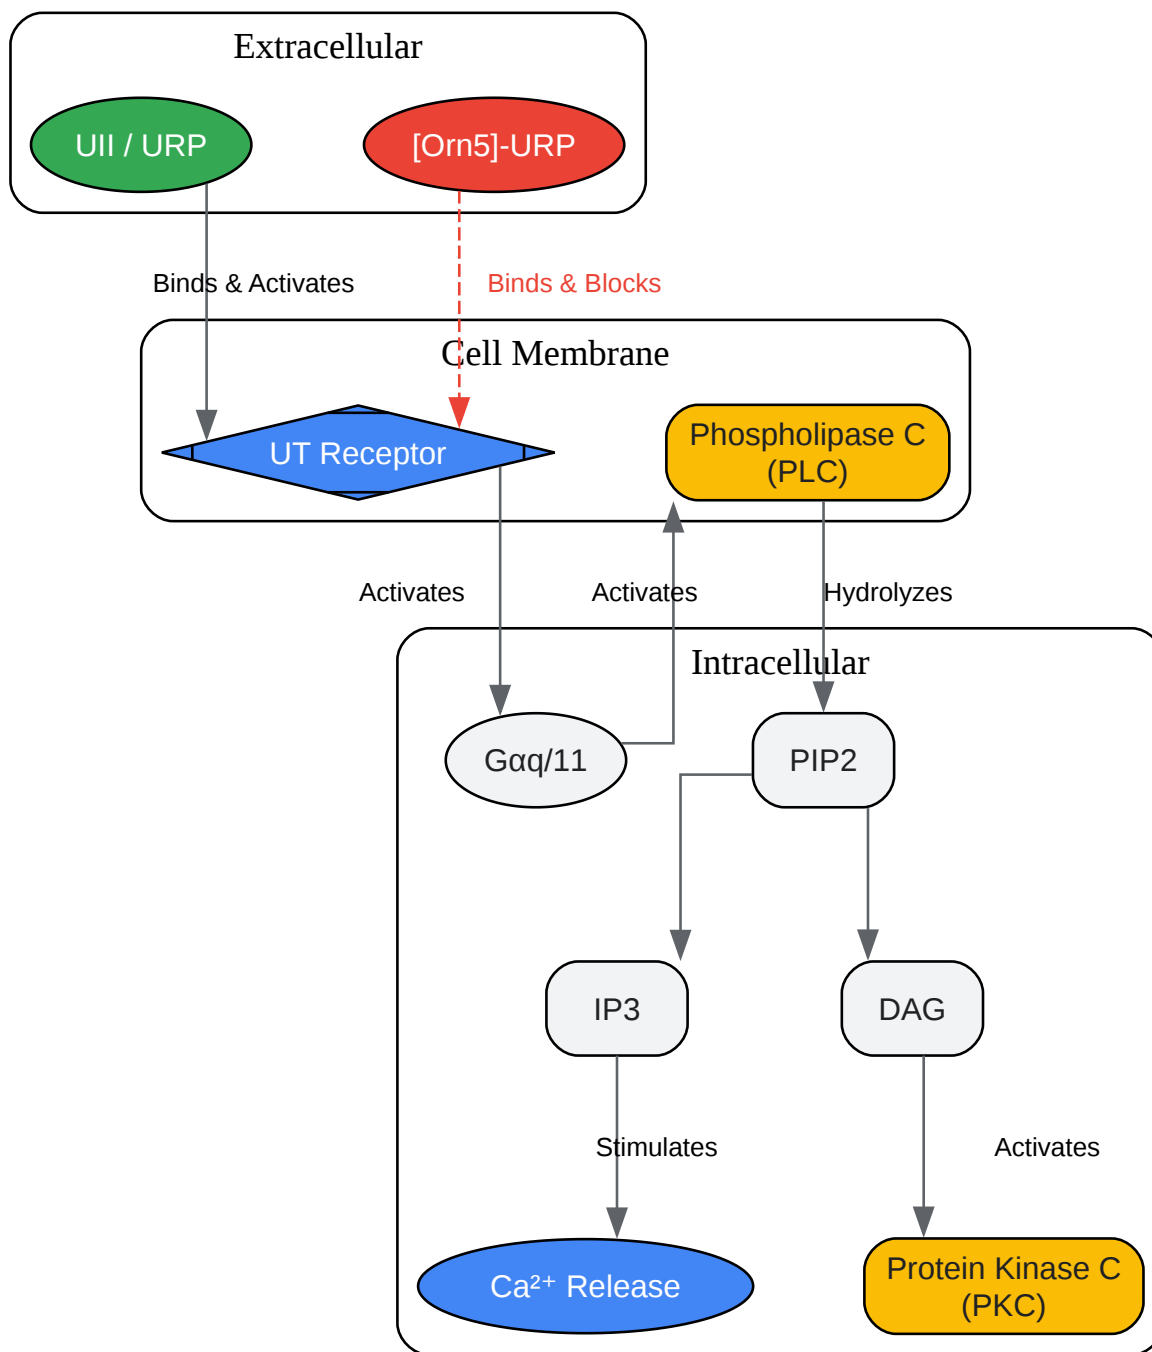 Extracellular
UII / URP
[Orn5]-URP
Binds & Activates
Binds & Blocks
Cell Membrane
UT Receptor
Phospholipase C
(PLC)
Activates
Activates
Hydrolyzes
Intracellular
Gαq/11
PIP2
IP3
DAG
Stimulates
Activates
Ca²⁺ Release
Protein Kinase C
(PKC)